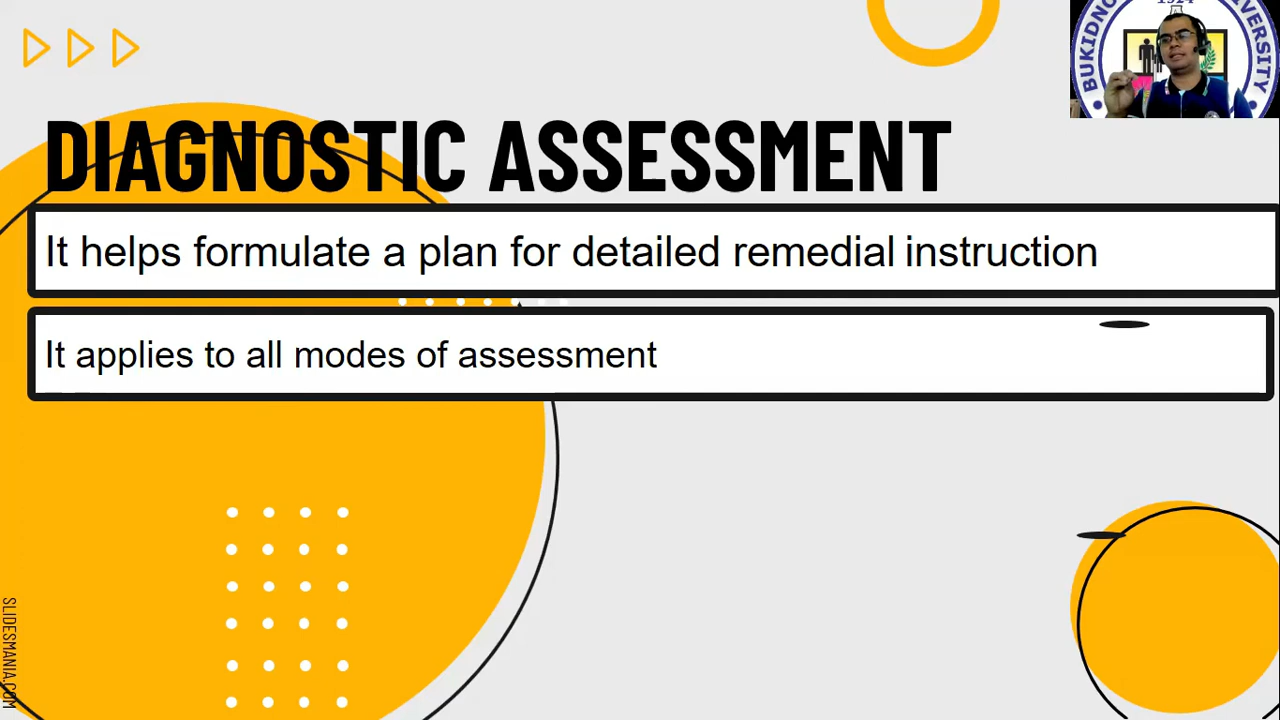 DIAGNOSTIC ASSESSMENT
It helps formulate a plan for detailed remedial instruction
It applies to all modes of assessment
SLIDESMANIA.COM